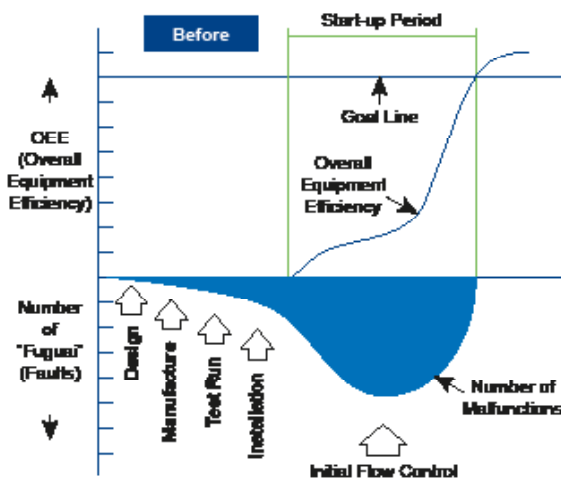 Before
Start-up Period
OEE
(Overall
Equipment
Efficiency)
Goal Line
Overall
Equipment
Efficiency
Number
of
"Fuguai"
(Faults)
Design
Manufacture
Test Run
Installation
Number of
Malfunctions
Initial Flow Control